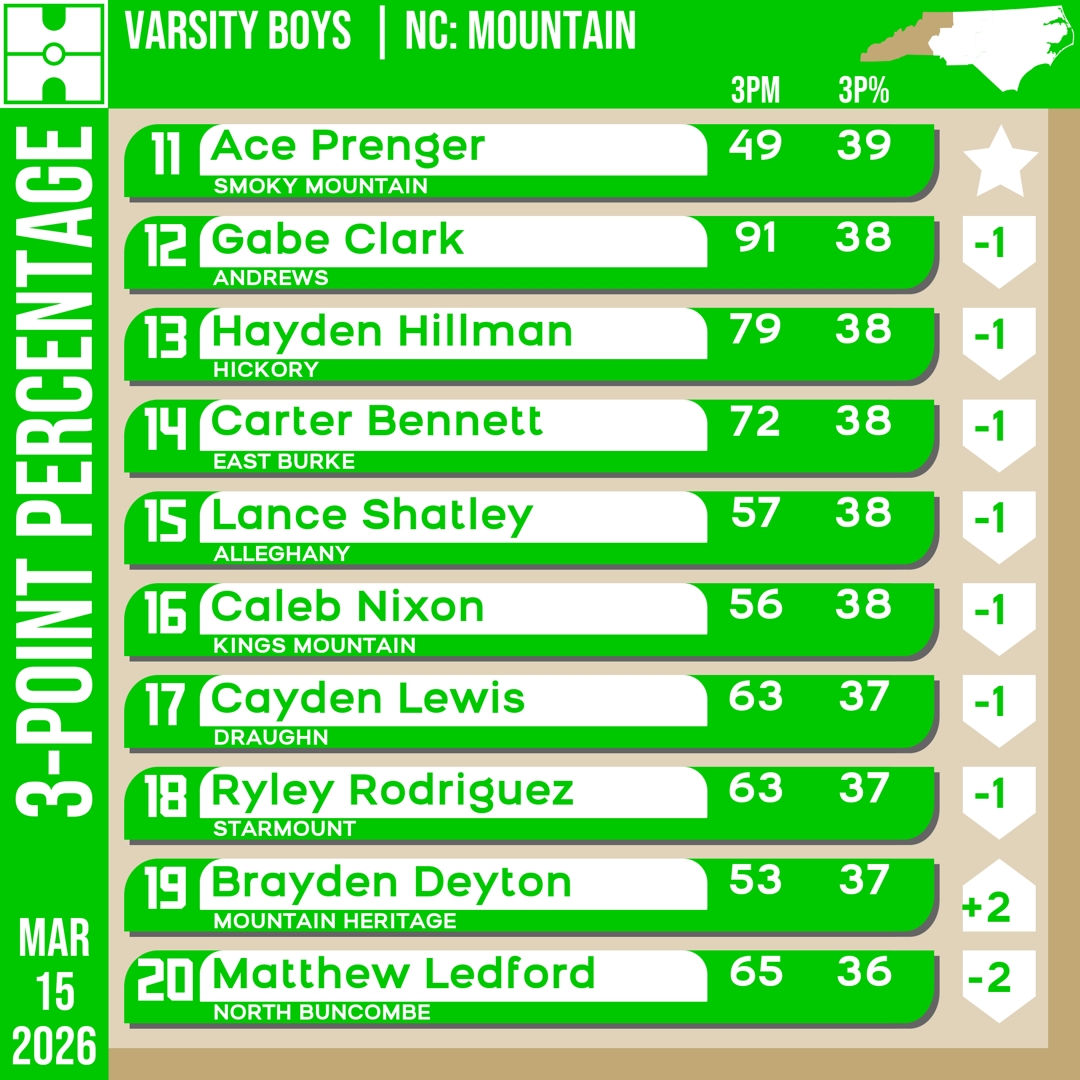 VARSITY BOYS | NC: MOUNTAIN
3PM 3P%
3-POINT PERCENTAGE
MAR
15
2026
11 Ace Prenger 49 39
SMOKY MOUNTAIN
12 Gabe Clark 91 38 -1
ANDREWS
13 Hayden Hillman 79 38 -1
HICKORY
14 Carter Bennett 72 38 -1
EAST BURKE
15 Lance Shatley 57 38 -1
ALLEGHANY
16 Caleb Nixon 56 38 -1
KINGS MOUNTAIN
17 Cayden Lewis 63 37 -1
DRAUGHN
18 Ryley Rodriguez 63 37 -1
STARMOUNT
19 Brayden Deyton 53 37 +2
MOUNTAIN HERITAGE
20 Matthew Ledford 65 36 -2
NORTH BUNCOMBE